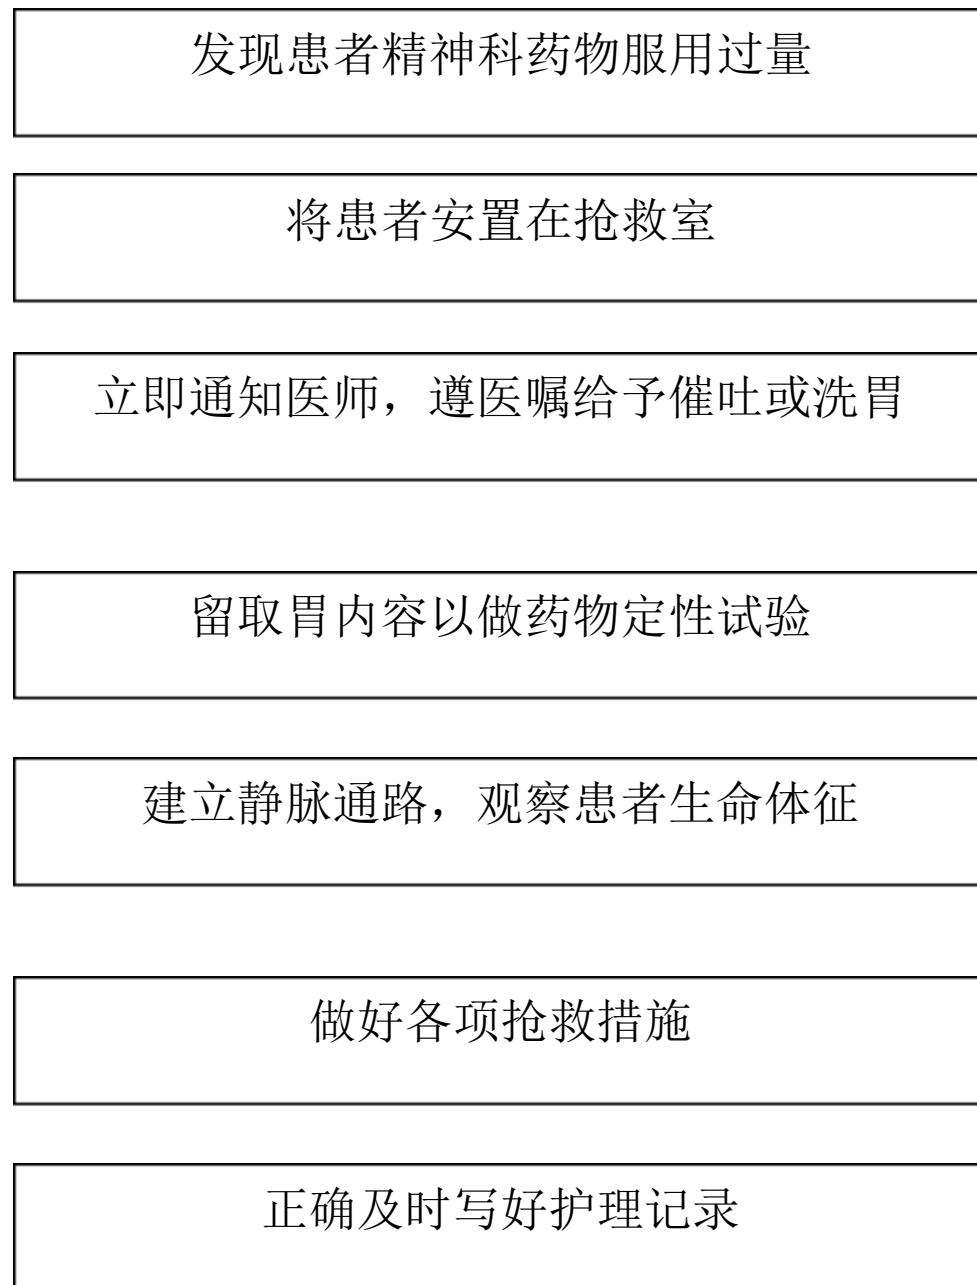 发现患者精神科药物服用过量
将患者安置在抢救室
立即通知医师，遵医嘱给予催吐或洗胃
留取胃内容以做药物定性试验
建立静脉通路，观察患者生命体征
做好各项抢救措施
正确及时写好护理记录